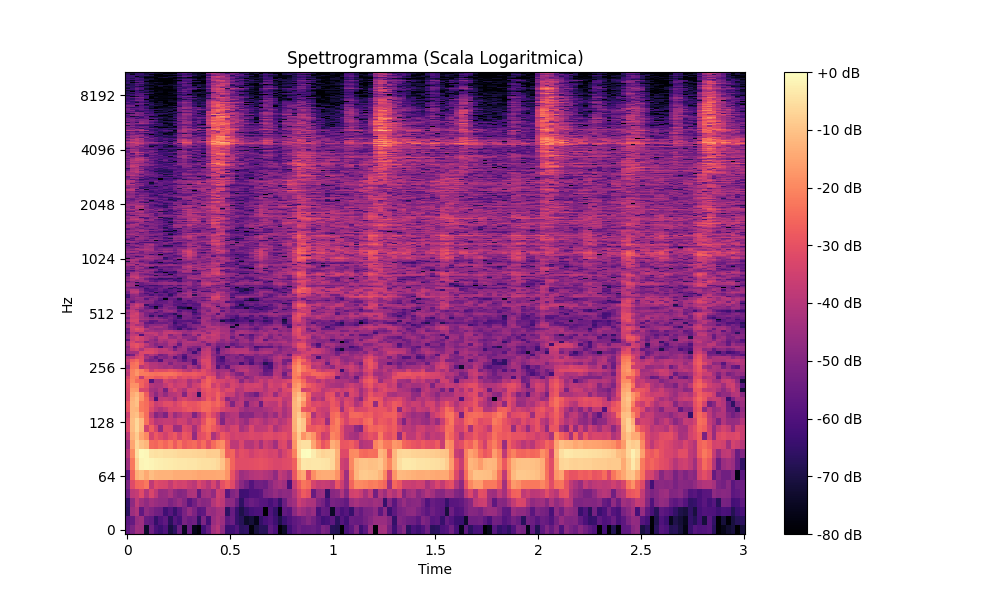 Spettrogramma (Scala Logaritmica)
8192
4096
2048
1024
512
256
128
64
0
Hz
0
0.5
1
1.5
2
2.5
3
Time
+0 dB
-10 dB
-20 dB
-30 dB
-40 dB
-50 dB
-60 dB
-70 dB
-80 dB